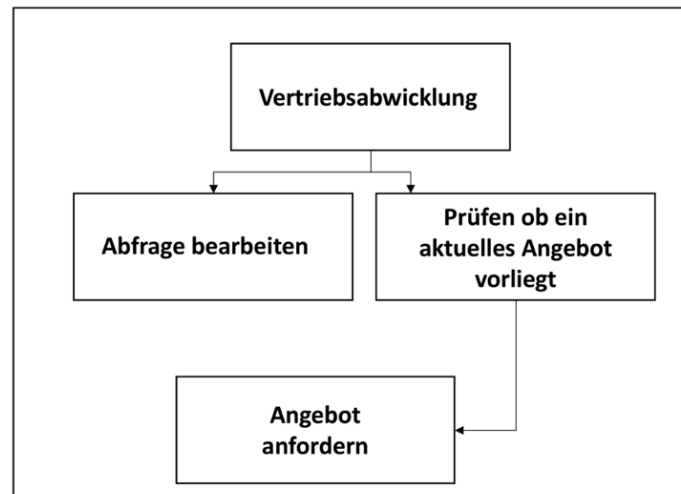 Vertriebsabwicklung
Abfrage bearbeiten
Prüfen ob ein
aktuelles Angebot
vorliegt
Angebot
anfordern